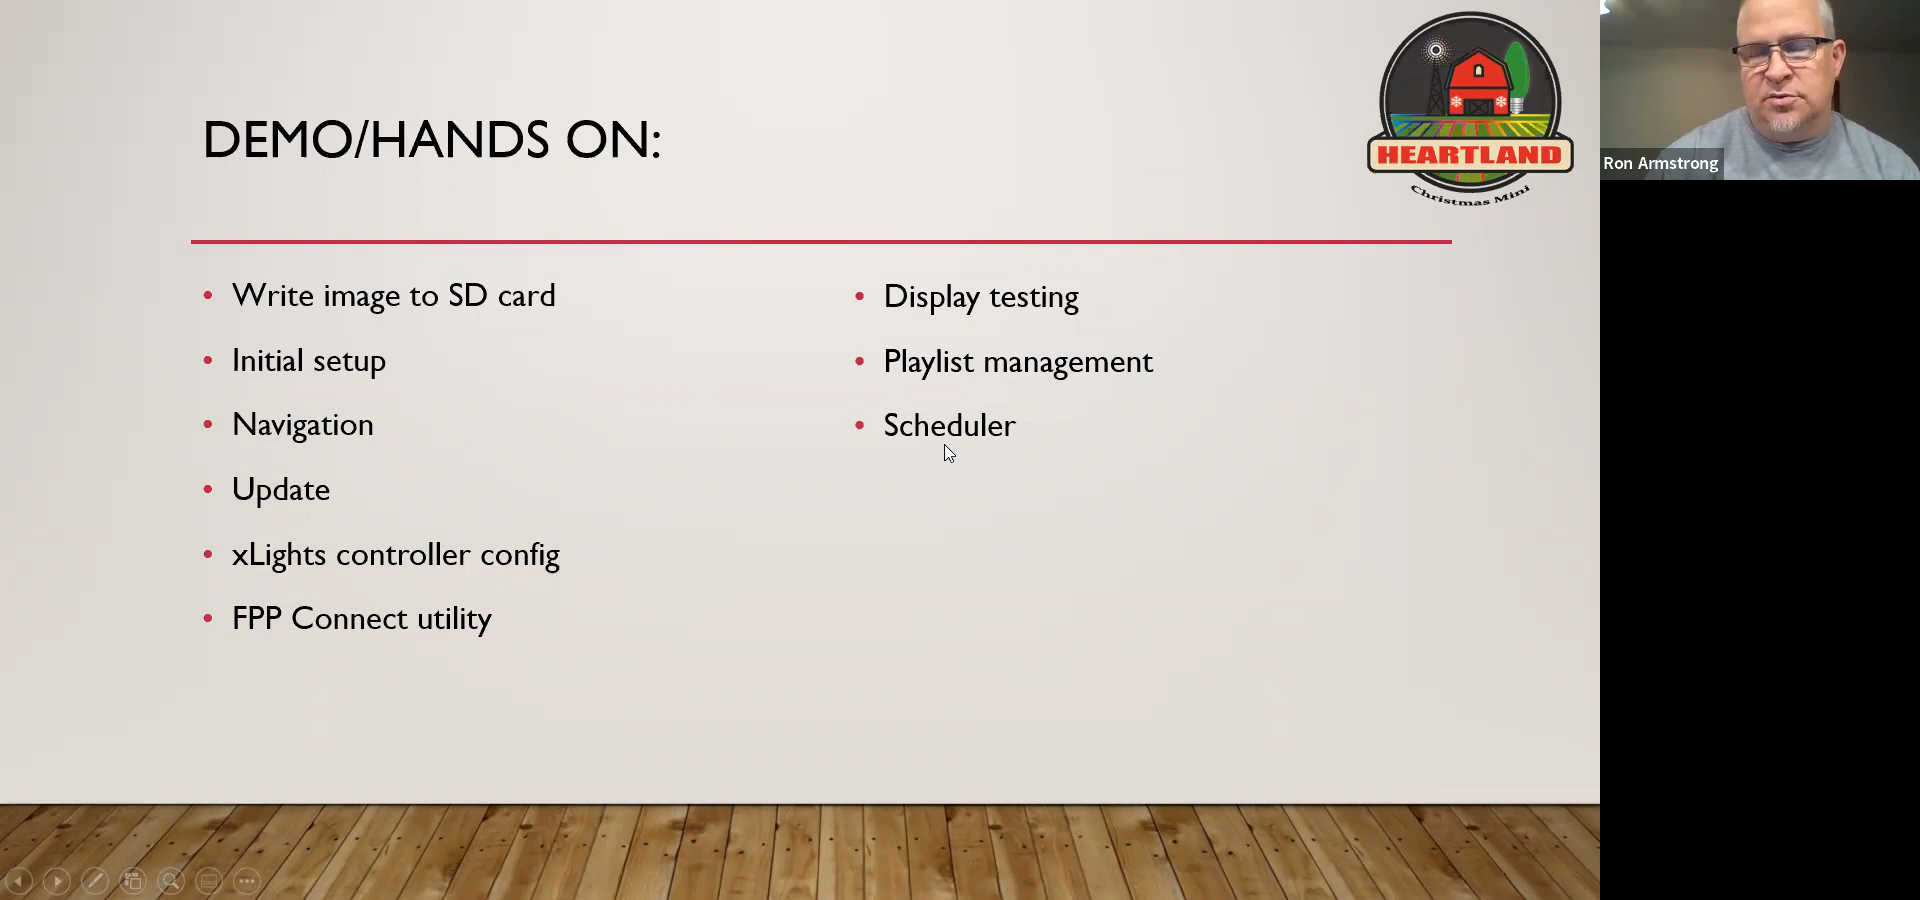 DEMO/HANDS ON:
HEARTLAND
Christmas Mini
Ron Armstrong
Write image to SD card
Initial setup
Navigation
Update
xLights controller config
FPP Connect utility
Display testing
Playlist management
Scheduler